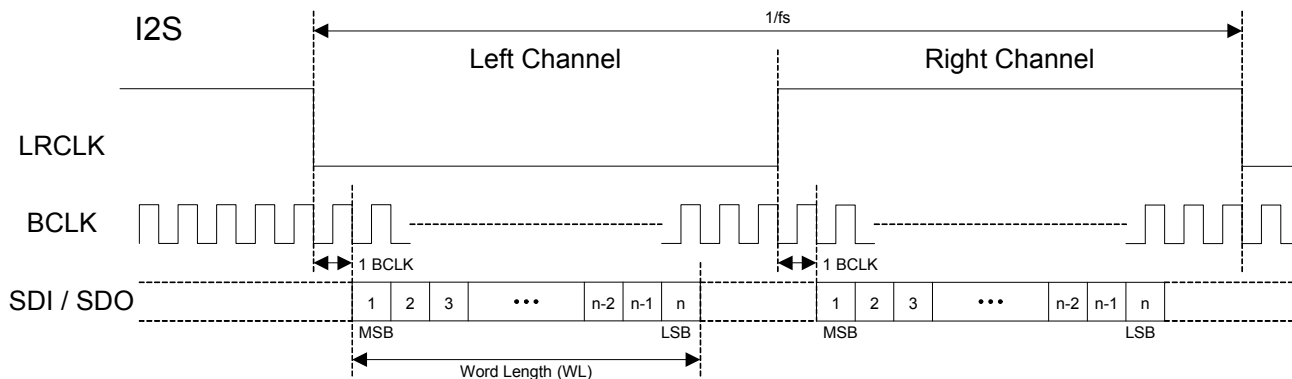 I2S
1/fs
Left Channel
Right Channel
LRCLK
BCLK
1 BCLK
1 BCLK
SDI / SDO
1 2 3 ••• n-2 n-1 n
1 2 3 ••• n-2 n-1 n
MSB
LSB
MSB
LSB
Word Length (WL)